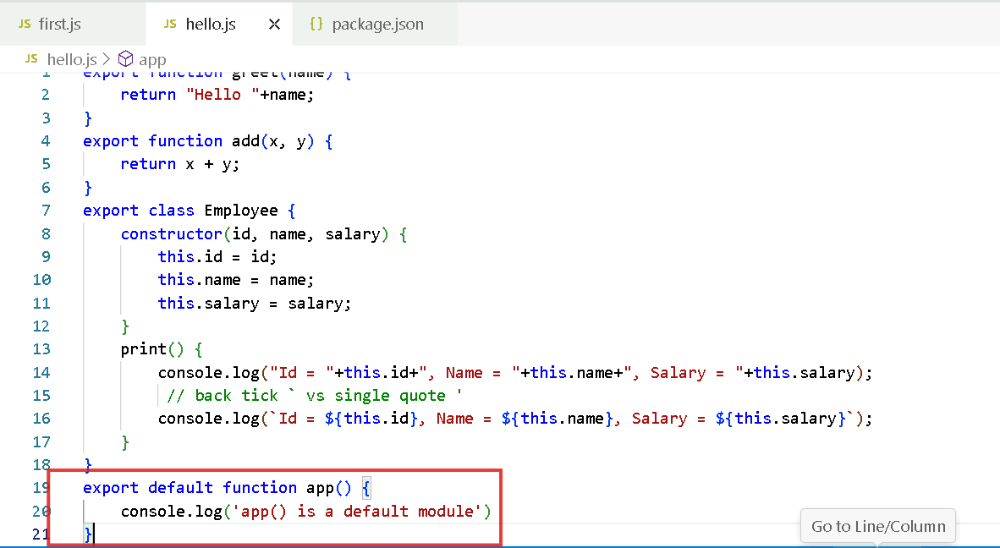 JS first.js
JS hello.js ×
{} package.json
JS hello.js > app
1 export function greet(name) {
2 return "Hello "+name;
3 }
4 export function add(x, y) {
5 return x + y;
6 }
7 export class Employee {
8 constructor(id, name, salary) {
9 this.id = id;
10 this.name = name;
11 this.salary = salary;
12 }
13 print() {
14 console.log("Id = "+this.id+", Name = "+this.name+", Salary = "+this.salary);
15 // back tick ` vs single quote '
16 console.log(`Id = ${this.id}, Name = ${this.name}, Salary = ${this.salary}`);
17 }
18 }
19 export default function app() {
20 console.log('app() is a default module')
21 }
Go to Line/Column